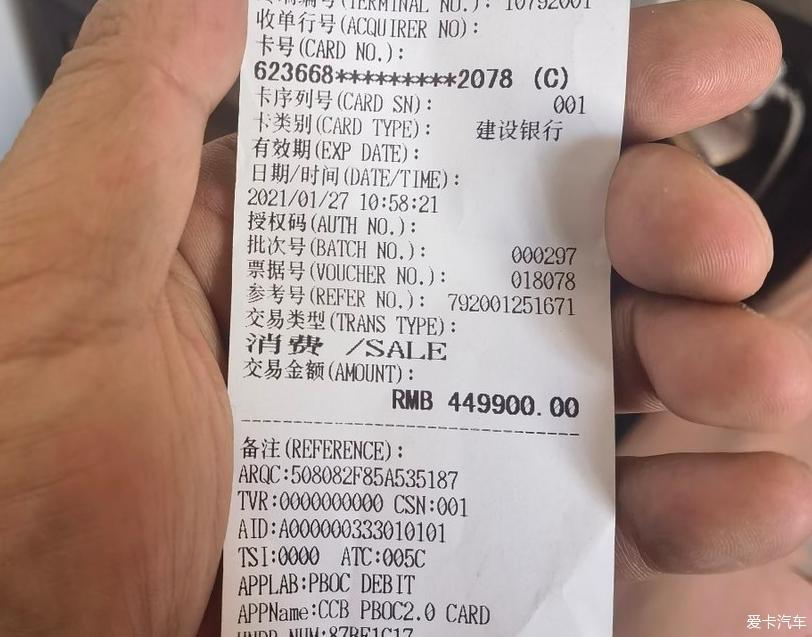 (TERMINAL NO.): 10792001
收单行号(ACQUIRER NO):
卡号(CARD NO.):
623668*********2078 (C)
卡序列号(CARD SN): 001
卡类别(CARD TYPE): 建设银行
有效期(EXP DATE):
日期/时间(DATE/TIME):
2021/01/27 10:58:21
授权码(AUTH NO.):
批次号(BATCH NO.): 000297
票据号(VOUCHER NO.): 018078
参考号(REFER NO.): 792001251671
交易类型(TRANS TYPE):
消费 /SALE
交易金额(AMOUNT):
RMB 449900.00
备注(REFERENCE):
ARQC:508082F85A535187
TVR:0000000000 CSN:001
AID:A000000333010101
TSI:0000 ATC:005C
APPLAB:PBOC DEBIT
APPName:CCB PBOC2.0 CARD
爱卡汽车